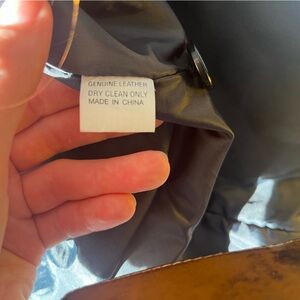 GENUINE LEATHER
DRY CLEAN ONLY
MADE IN CHINA